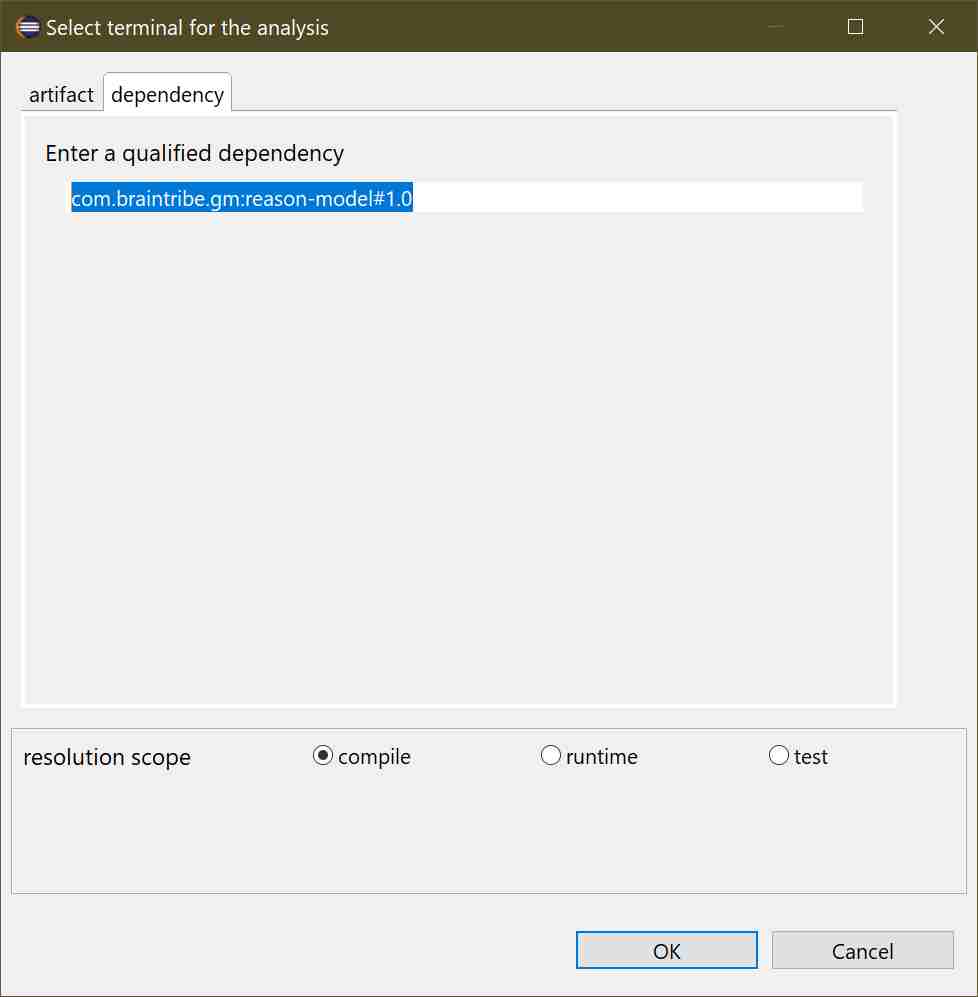 Select terminal for the analysis
artifact dependency
Enter a qualified dependency
com.braintribe.gm:reason-model#1.0
resolution scope compile runtime test
OK Cancel